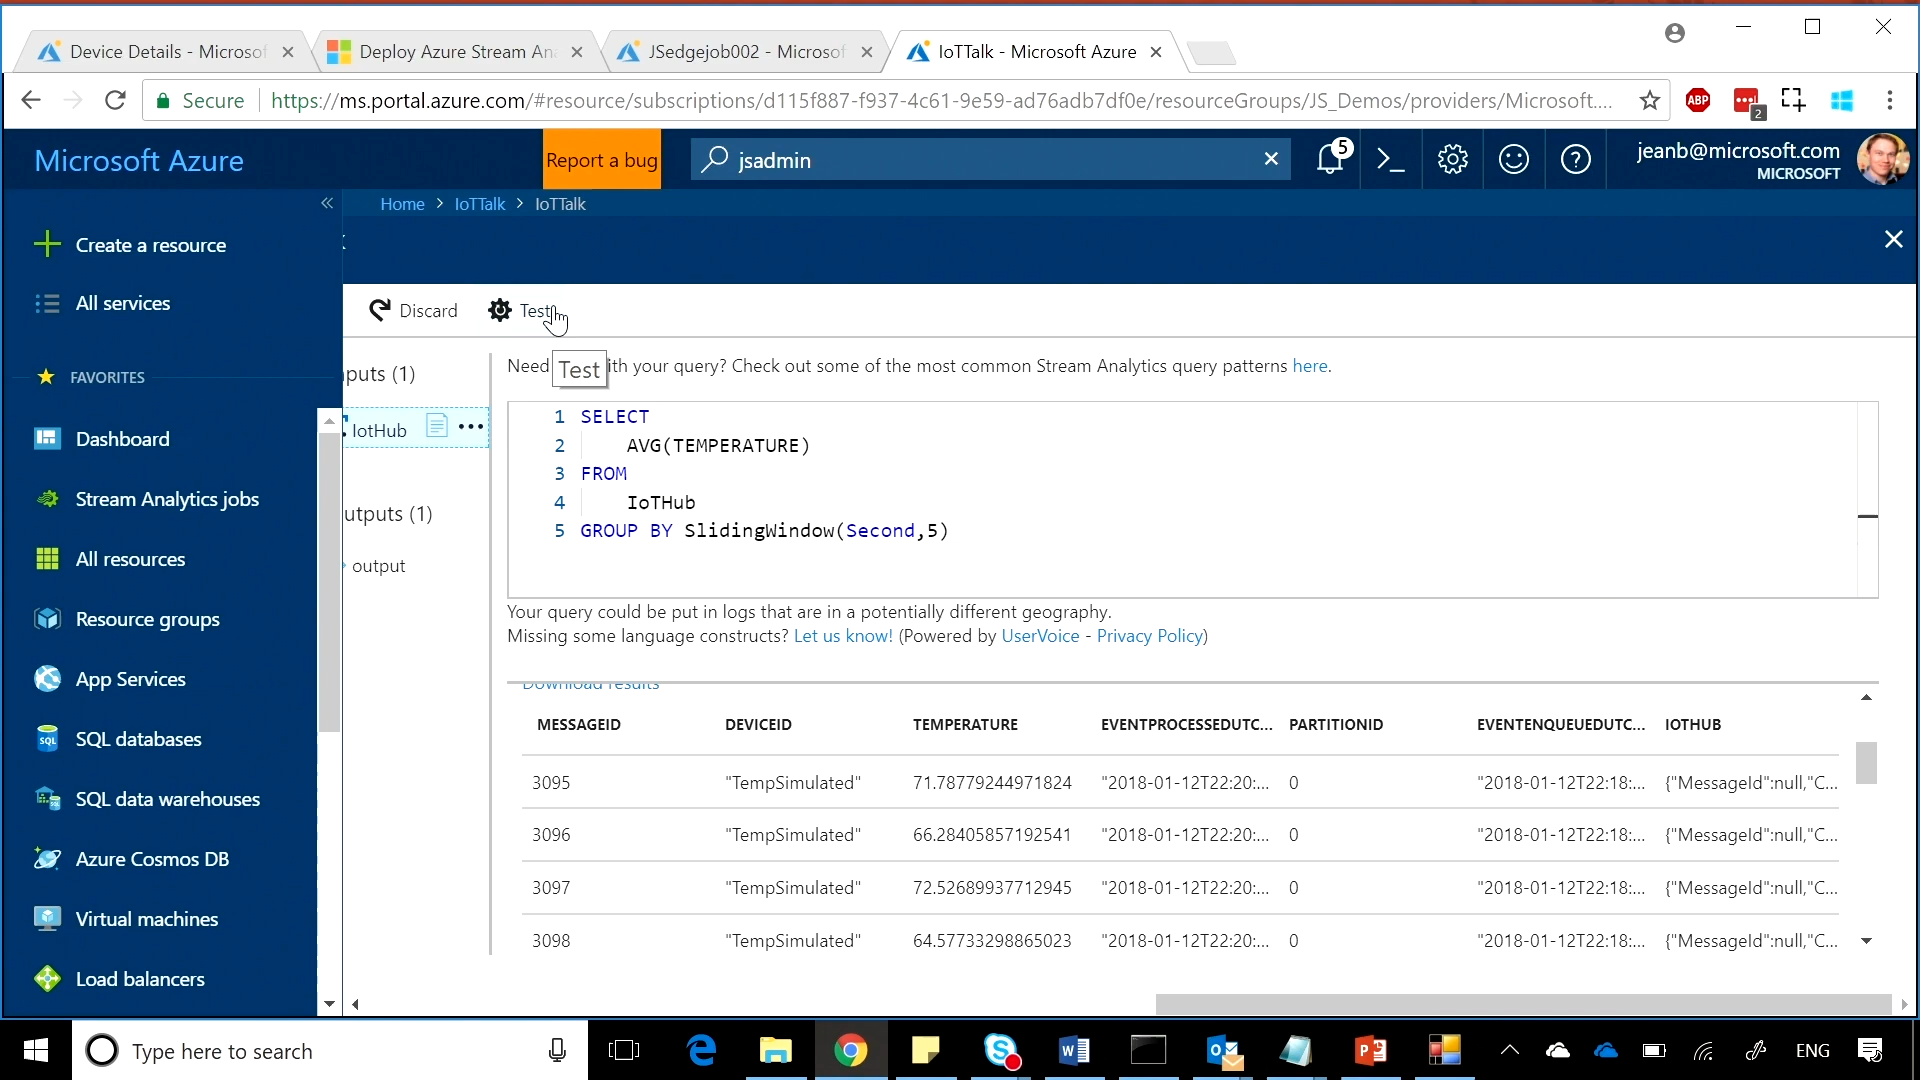 Device Details - Microsof
Deploy Azure Stream Ana
JSedgejob002 - Microsof
IoTTalk - Microsoft Azure
Secure
https://ms.portal.azure.com/#resource/subscriptions/d115f887-f937-4c61-9e59-ad76adb7df0e/resourceGroups/JS_Demos/providers/Microsoft....
ABP
2
Microsoft Azure
Report a bug
jsadmin
5
jeanb@microsoft.com
MICROSOFT
Home > IoTTalk > IoTTalk
Create a resource
All services
FAVORITES
Dashboard
Stream Analytics jobs
All resources
Resource groups
App Services
SQL databases
SQL data warehouses
Azure Cosmos DB
Virtual machines
Load balancers
Discard
Test
Test
nputs (1)
IotHub
utputs (1)
output
Need ith your query? Check out some of the most common Stream Analytics query patterns here.
1 SELECT
2 AVG(TEMPERATURE)
3 FROM
4 IoTHub
5 GROUP BY SlidingWindow(Second,5)
Your query could be put in logs that are in a potentially different geography.
Missing some language constructs? Let us know! (Powered by UserVoice - Privacy Policy)
Download results
MESSAGEID DEVICEID TEMPERATURE EVENTPROCESSEDUTC... PARTITIONID EVENTENQUEUEDUTC... IOTHUB
3095 "TempSimulated" 71.78779244971824 "2018-01-12T22:20:... 0 "2018-01-12T22:18:... {"MessageId":null,"C...
3096 "TempSimulated" 66.28405857192541 "2018-01-12T22:20:... 0 "2018-01-12T22:18:... {"MessageId":null,"C...
3097 "TempSimulated" 72.52689937712945 "2018-01-12T22:20:... 0 "2018-01-12T22:18:... {"MessageId":null,"C...
3098 "TempSimulated" 64.57733298865023 "2018-01-12T22:20:... 0 "2018-01-12T22:18:... {"MessageId":null,"C...
Type here to search
ENG